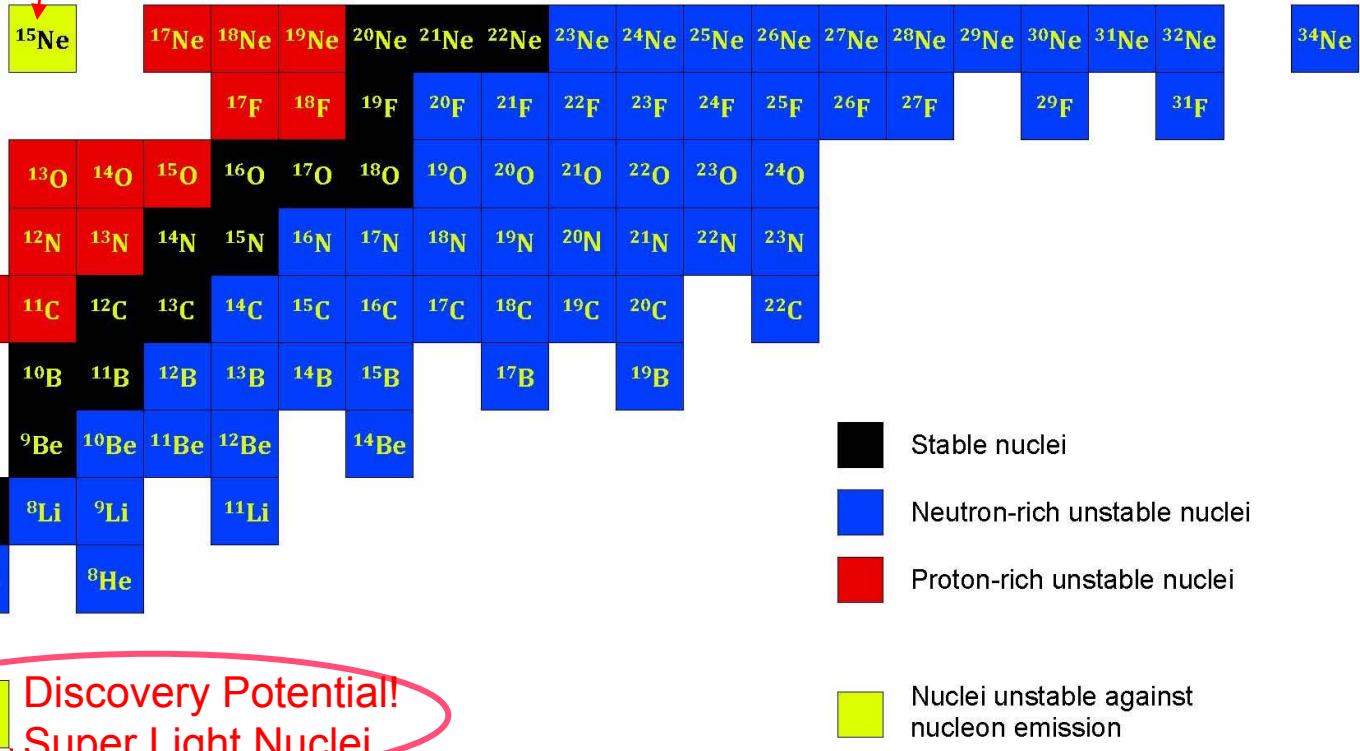 ¹⁵Ne ¹⁷Ne ¹⁸Ne ¹⁹Ne ²⁰Ne ²¹Ne ²²Ne ²³Ne ²⁴Ne ²⁵Ne ²⁶Ne ²⁷Ne ²⁸Ne ²⁹Ne ³⁰Ne ³¹Ne ³²Ne ³⁴Ne
¹⁷F ¹⁸F ¹⁹F ²⁰F ²¹F ²²F ²³F ²⁴F ²⁵F ²⁶F ²⁷F ²⁹F ³¹F
¹³O ¹⁴O ¹⁵O ¹⁶O ¹⁷O ¹⁸O ¹⁹O ²⁰O ²¹O ²²O ²³O ²⁴O
¹²N ¹³N ¹⁴N ¹⁵N ¹⁶N ¹⁷N ¹⁸N ¹⁹N ²⁰N ²¹N ²²N ²³N
¹¹C ¹²C ¹³C ¹⁴C ¹⁵C ¹⁶C ¹⁷C ¹⁸C ¹⁹C ²⁰C ²²C
¹⁰B ¹¹B ¹²B ¹³B ¹⁴B ¹⁵B ¹⁷B ¹⁹B
⁹Be ¹⁰Be ¹¹Be ¹²Be ¹⁴Be
⁸Li ⁹Li ¹¹Li
⁸He
Stable nuclei
Neutron-rich unstable nuclei
Proton-rich unstable nuclei
Nuclei unstable against
nucleon emission
Discovery Potential!
Super Light Nuclei